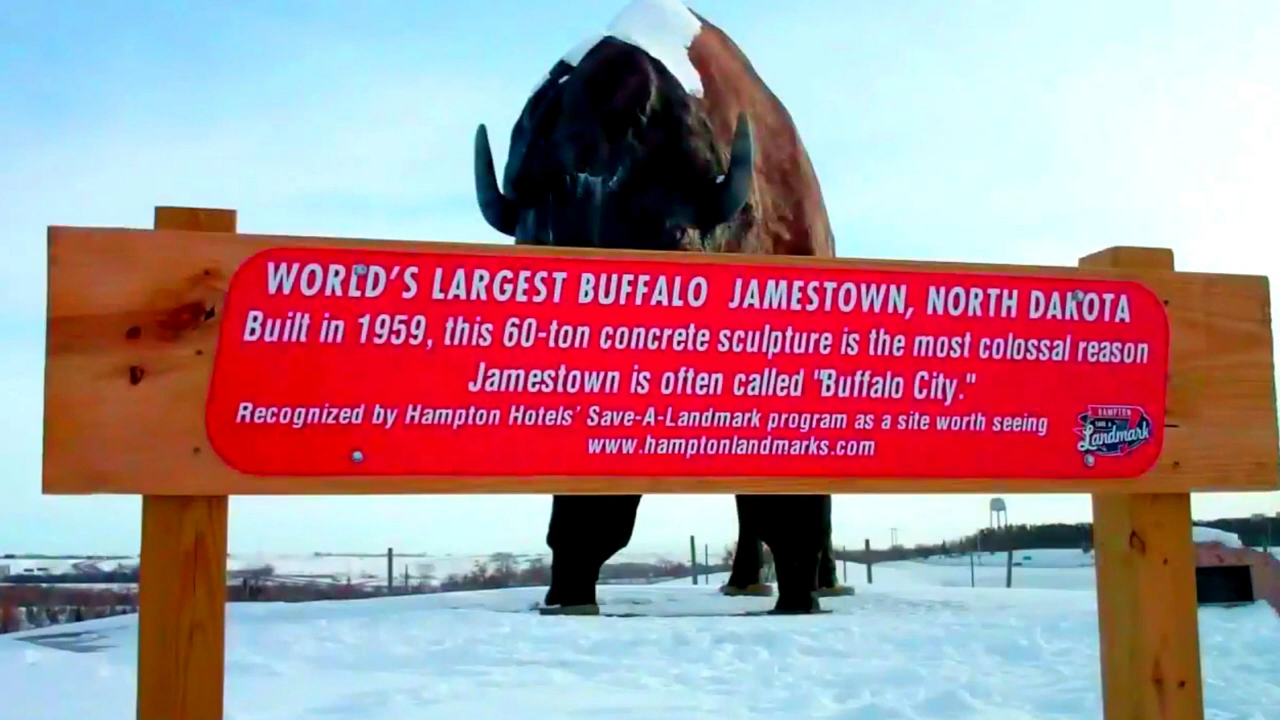 WORLD'S LARGEST BUFFALO JAMESTOWN, NORTH DAKOTA
Built in 1959, this 60-ton concrete sculpture is the most colossal reason
Jamestown is often called "Buffalo City."
Recognized by Hampton Hotels' Save-A-Landmark program as a site worth seeing
www.hamptonlandmarks.com
HAMPTON
SAVE A
Landmark